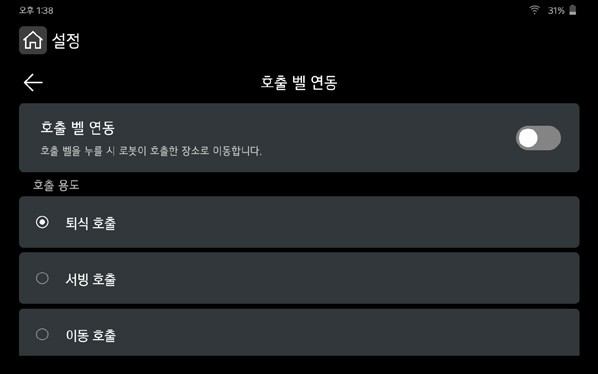 오후 1:38 31%
설정
호출 벨 연동
호출 벨 연동
호출 벨을 누를 시 로봇이 호출한 장소로 이동합니다.
호출 용도
퇴식 호출
서빙 호출
이동 호출